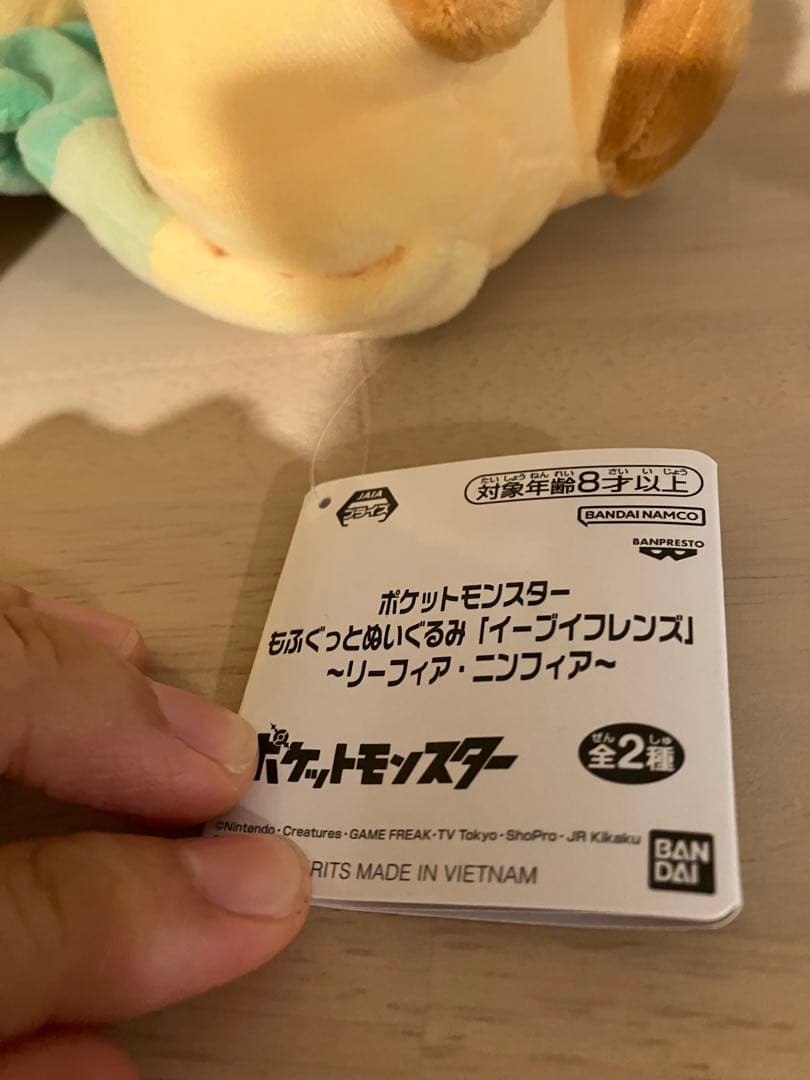 JAIA
プライズ
たいしょうねんれい さい い じょう
対象年齢8才以上
BANDAI NAMCO
BANPRESTO
ポケットモンスター
もふぐっとぬいぐるみ「イーブイフレンズ」
～リーフィア・ニンフィア～
ポケットモンスター
ぜん しゅ
全2種
©Nintendo・Creatures・GAME FREAK・TV Tokyo・ShoPro・JR Kikaku
RITS MADE IN VIETNAM
BAN
DAI